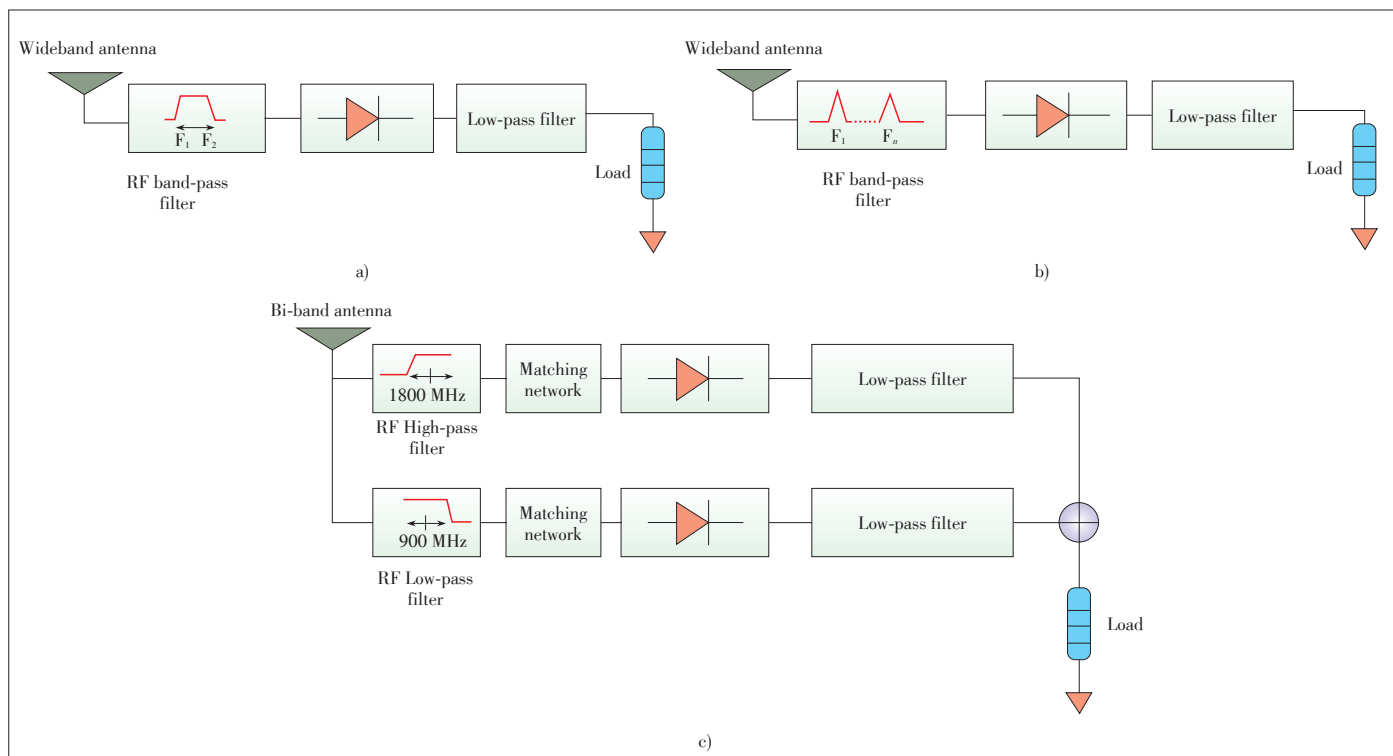 Wideband antenna
F1 F2
RF band-pass
filter
Low-pass filter
Load
a)
Wideband antenna
F1 Fn
RF band-pass
filter
Low-pass filter
Load
b)
Bi-band antenna
1800 MHz
RF High-pass
filter
Matching
network
Low-pass filter
900 MHz
RF Low-pass
filter
Matching
network
Low-pass filter
Load
c)